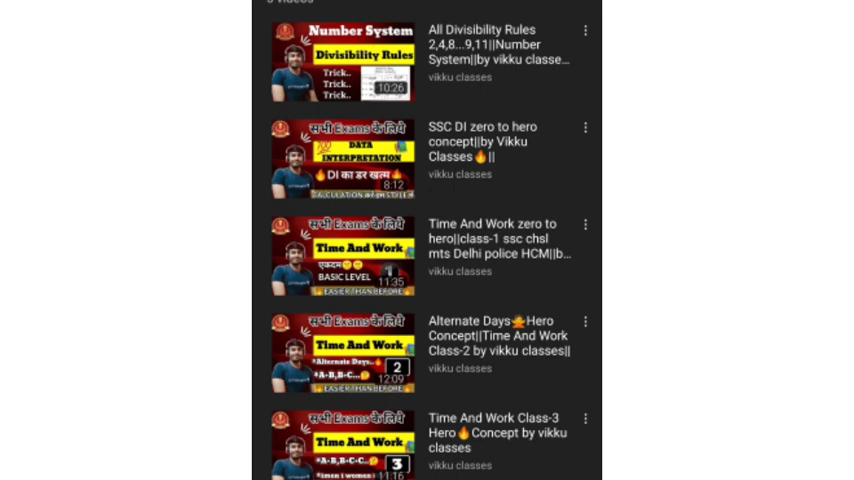 videos
Number System
Divisibility Rules
Trick..
Trick..
Trick..
10:26
All Divisibility Rules
2,4,8...9,11||Number
System||by vikku classe...
vikku classes
सभी Exams के लिये
DATA
INTERPRETATION
🔥DI का डर खत्म🔥
8:12
SSC DI zero to hero
concept||by Vikku
Classes🔥||
vikku classes
सभी Exams के लिये
Time And Work
एकदम
BASIC LEVEL
11:35
EASIER THAN BEFORE
Time And Work zero to
hero||class-1 ssc chsl
mts Delhi police HCM||b...
vikku classes
सभी Exams के लिये
Time And Work
*Alternate Days..🔥
2
*A-B,B-C...
12:09
EASIER THAN BEFORE
Alternate Days🙅Hero
Concept||Time And Work
Class-2 by vikku classes||
vikku classes
सभी Exams के लिये
Time And Work
*A-B,B-C-C..
3
*1men 1 women
11:16
Time And Work Class-3
Hero🔥Concept by vikku
classes
vikku classes